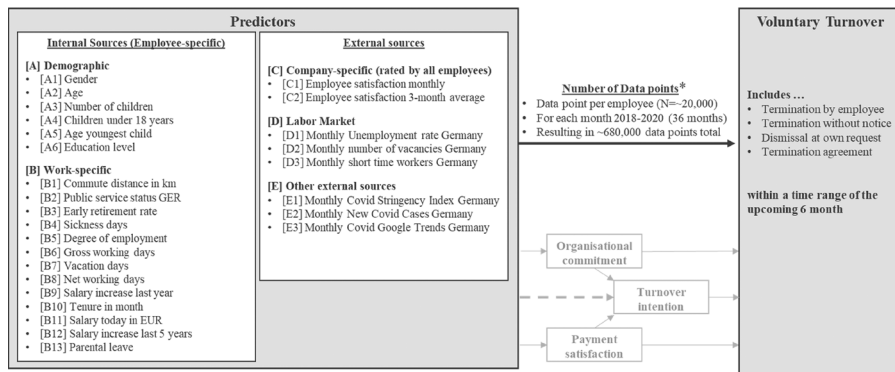 Predictors
Internal Sources (Employee-specific)
[A] Demographic
• [A1] Gender
• [A2] Age
• [A3] Number of children
• [A4] Children under 18 years
• [A5] Age youngest child
• [A6] Education level
[B] Work-specific
• [B1] Commute distance in km
• [B2] Public service status GER
• [B3] Early retirement rate
• [B4] Sickness days
• [B5] Degree of employment
• [B6] Gross working days
• [B7] Vacation days
• [B8] Net working days
• [B9] Salary increase last year
• [B10] Tenure in month
• [B11] Salary today in EUR
• [B12] Salary increase last 5 years
• [B13] Parental leave
External sources
[C] Company-specific (rated by all employees)
• [C1] Employee satisfaction monthly
• [C2] Employee satisfaction 3-month average
[D] Labor Market
• [D1] Monthly Unemployment rate Germany
• [D2] Monthly number of vacancies Germany
• [D3] Monthly short time workers Germany
[E] Other external sources
• [E1] Monthly Covid Stringency Index Germany
• [E2] Monthly New Covid Cases Germany
• [E3] Monthly Covid Google Trends Germany
Number of Data points*
• Data point per employee (N=~20,000)
• For each month 2018-2020 (36 months)
• Resulting in ~680,000 data points total
Organisational
commitment
Turnover
intention
Payment
satisfaction
Voluntary Turnover
Includes …
• Termination by employee
• Termination without notice
• Dismissal at own request
• Termination agreement
within a time range of the
upcoming 6 month